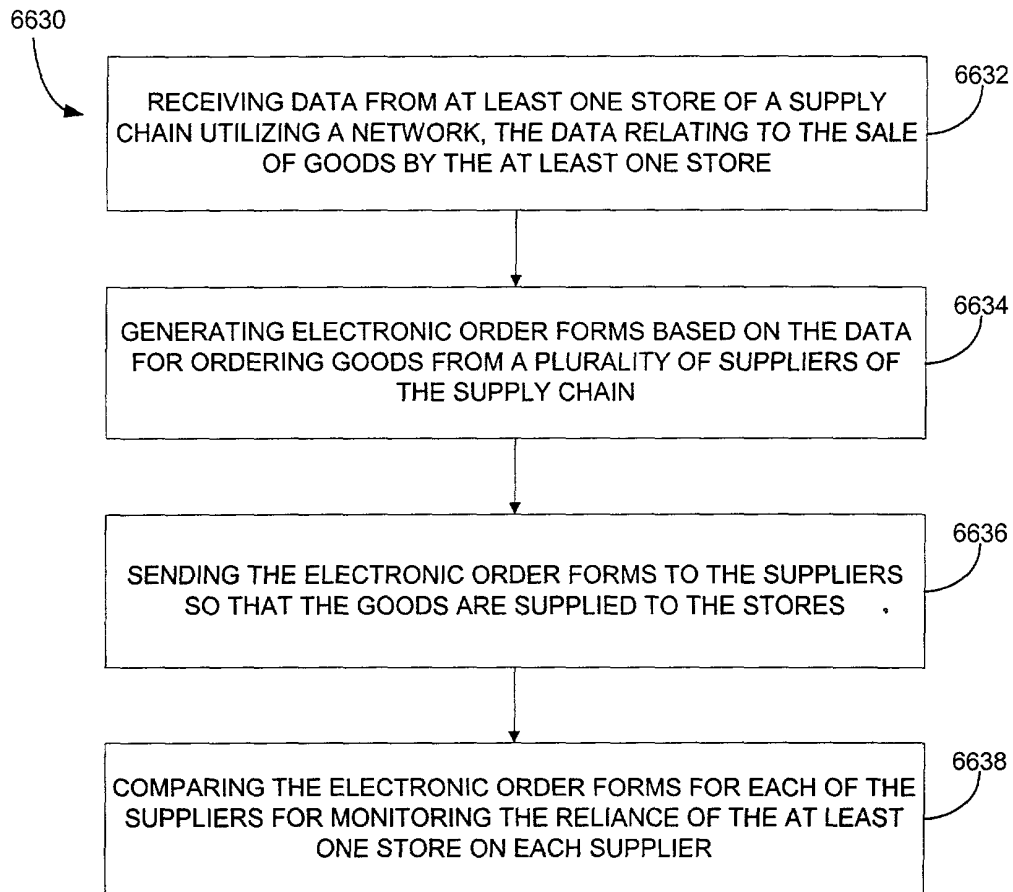 6630
6632
RECEIVING DATA FROM AT LEAST ONE STORE OF A SUPPLY
CHAIN UTILIZING A NETWORK, THE DATA RELATING TO THE SALE
OF GOODS BY THE AT LEAST ONE STORE
6634
GENERATING ELECTRONIC ORDER FORMS BASED ON THE DATA
FOR ORDERING GOODS FROM A PLURALITY OF SUPPLIERS OF
THE SUPPLY CHAIN
6636
SENDING THE ELECTRONIC ORDER FORMS TO THE SUPPLIERS
SO THAT THE GOODS ARE SUPPLIED TO THE STORES
6638
COMPARING THE ELECTRONIC ORDER FORMS FOR EACH OF THE
SUPPLIERS FOR MONITORING THE RELIANCE OF THE AT LEAST
ONE STORE ON EACH SUPPLIER